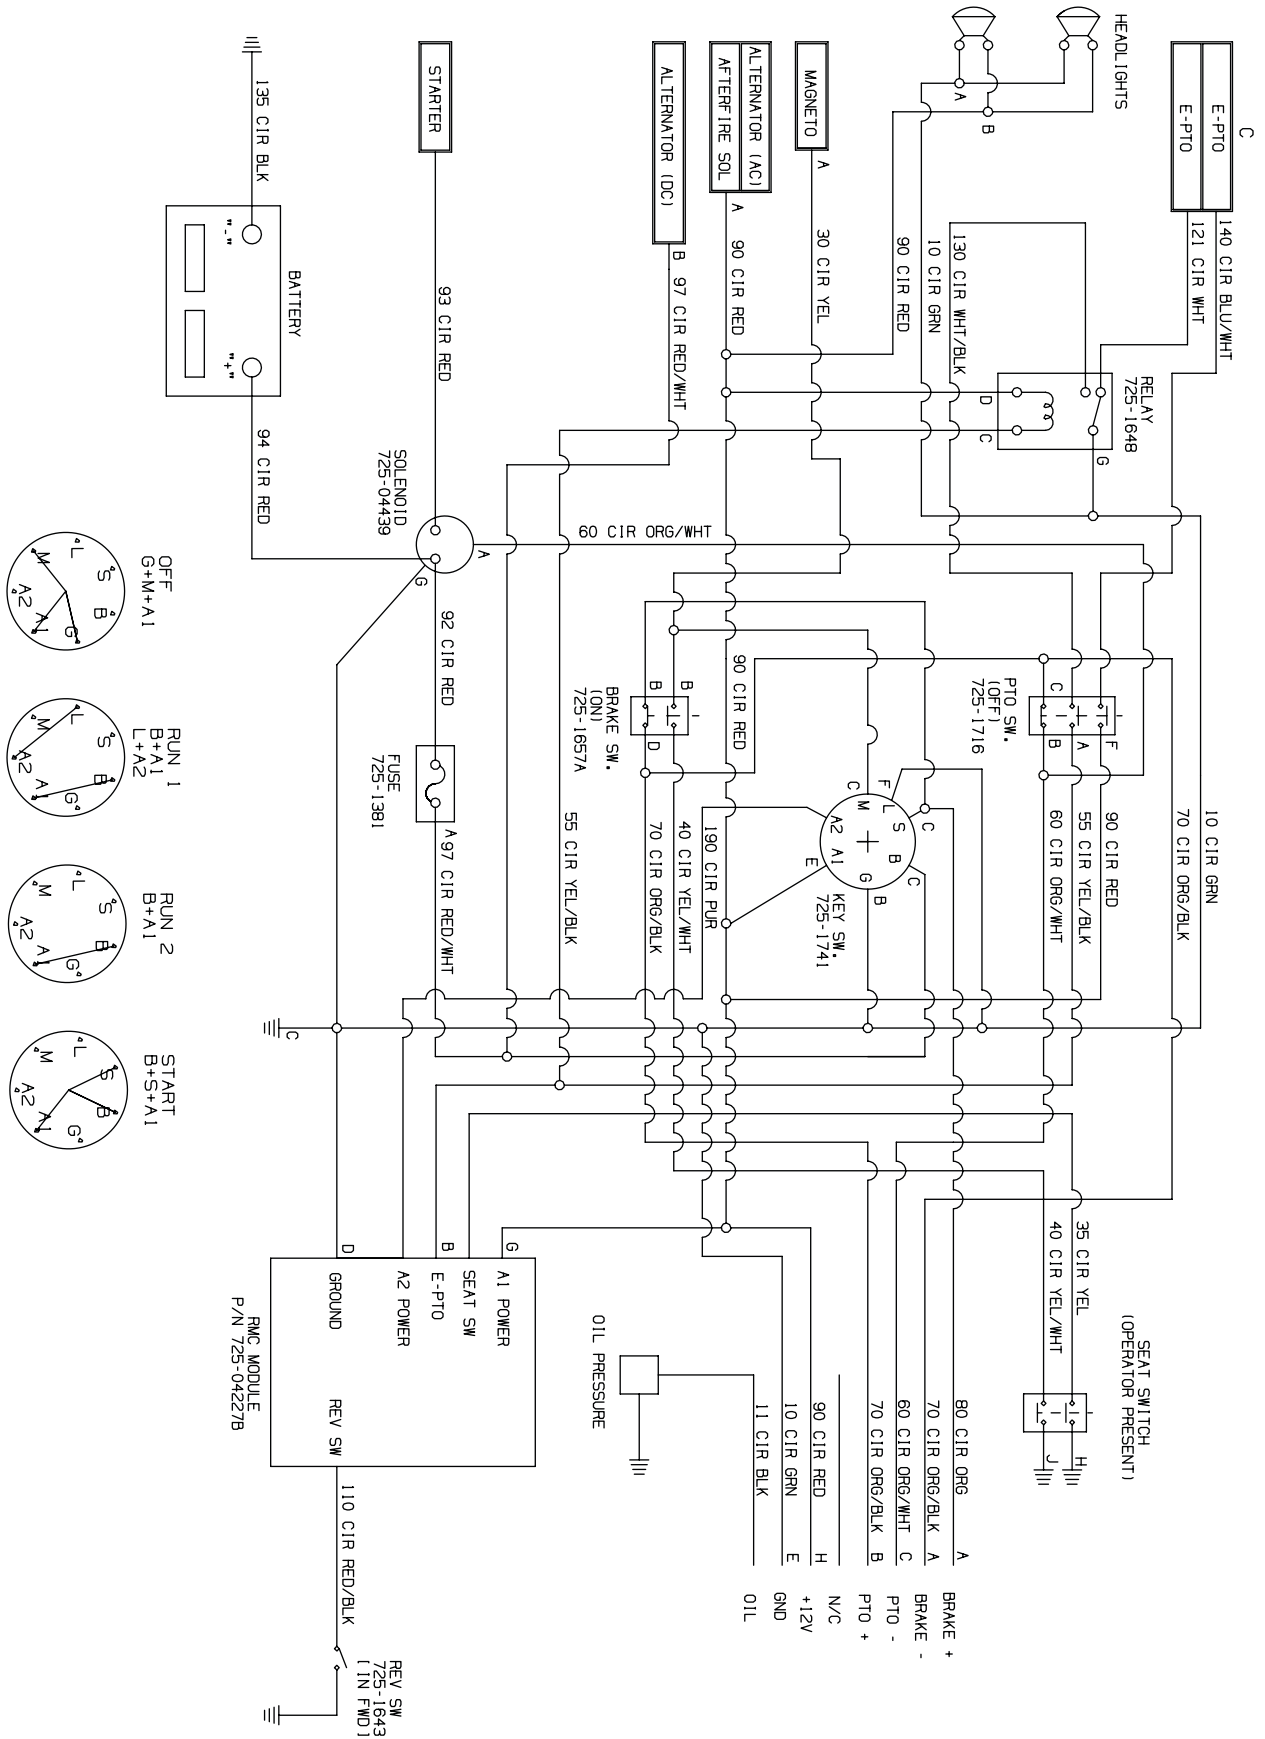 C
E-PTO
E-PTO
140 CIR BLU/WHT
121 CIR WHT
HEADLIGHTS
A
B
10 CIR GRN
90 CIR RED
130 CIR WHT/BLK
RELAY
725-1648
D
C
G
MAGNETO
A
30 CIR YEL
ALTERNATOR (AC)
AFTERFIRE SOL
A
90 CIR RED
ALTERNATOR (DC)
B
97 CIR RED/WHT
STARTER
93 CIR RED
135 CIR BLK
"-"
"+"
BATTERY
94 CIR RED
SOLENOID
725-04439
A
G
60 CIR ORG/WHT
92 CIR RED
FUSE
725-1381
A
97 CIR RED/WHT
55 CIR YEL/BLK
BRAKE SW.
(ON)
725-1657A
B
B
D
90 CIR RED
70 CIR ORG/BLK
40 CIR YEL/WHT
190 CIR PUR
PTO SW.
(OFF)
725-1716
C
B
A
F
60 CIR ORG/WHT
55 CIR YEL/BLK
90 CIR RED
70 CIR ORG/BLK
10 CIR GRN
KEY SW.
725-1741
M
L
S
B
G
A1
A2
C
F
C
C
B
E
C
OFF
G+M+A1
L
S
B
G
A1
A2
M
RUN 1
B+A1
L+A2
L
S
B
G
A1
A2
M
RUN 2
B+A1
L
S
B
G
A1
A2
M
START
B+S+A1
L
S
B
G
A1
A2
M
D
B
G
GROUND
A2 POWER
E-PTO
SEAT SW
A1 POWER
REV SW
RMC MODULE
P/N 725-04227B
110 CIR RED/BLK
REV SW
725-1643
[IN FWD]
OIL PRESSURE
SEAT SWITCH
(OPERATOR PRESENT)
35 CIR YEL
40 CIR YEL/WHT
H
J
80 CIR ORG A BRAKE +
70 CIR ORG/BLK A BRAKE -
60 CIR ORG/WHT C PTO -
70 CIR ORG/BLK B PTO +
N/C
90 CIR RED H +12V
10 CIR GRN E GND
11 CIR BLK OIL